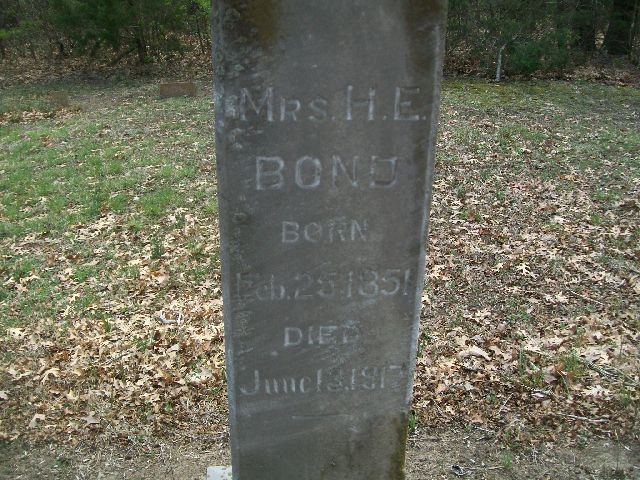 Mrs. H. E.
BOND
BORN
Feb. 25, 1851
DIED
June 13, 1917